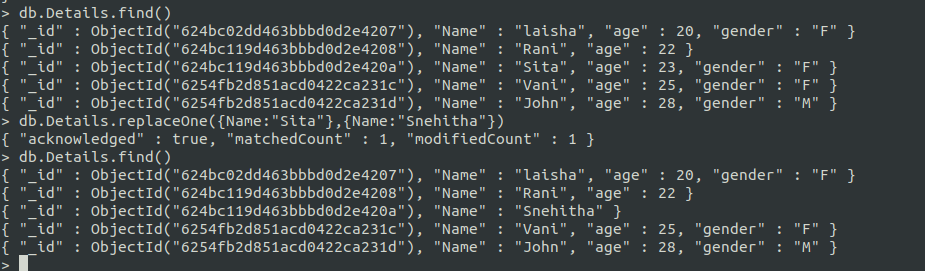 > db.Details.find()
{ "_id" : ObjectId("624bc02dd463bbbd0d2e4207"), "Name" : "laisha", "age" : 20, "gender" : "F" }
{ "_id" : ObjectId("624bc119d463bbbd0d2e4208"), "Name" : "Rani", "age" : 22 }
{ "_id" : ObjectId("624bc119d463bbbd0d2e420a"), "Name" : "Sita", "age" : 23, "gender" : "F" }
{ "_id" : ObjectId("6254fb2d851acd0422ca231c"), "Name" : "Vani", "age" : 25, "gender" : "F" }
{ "_id" : ObjectId("6254fb2d851acd0422ca231d"), "Name" : "John", "age" : 28, "gender" : "M" }
> db.Details.replaceOne({Name:"Sita"},{Name:"Snehitha"})
{ "acknowledged" : true, "matchedCount" : 1, "modifiedCount" : 1 }
> db.Details.find()
{ "_id" : ObjectId("624bc02dd463bbbd0d2e4207"), "Name" : "laisha", "age" : 20, "gender" : "F" }
{ "_id" : ObjectId("624bc119d463bbbd0d2e4208"), "Name" : "Rani", "age" : 22 }
{ "_id" : ObjectId("624bc119d463bbbd0d2e420a"), "Name" : "Snehitha" }
{ "_id" : ObjectId("6254fb2d851acd0422ca231c"), "Name" : "Vani", "age" : 25, "gender" : "F" }
{ "_id" : ObjectId("6254fb2d851acd0422ca231d"), "Name" : "John", "age" : 28, "gender" : "M" }
>